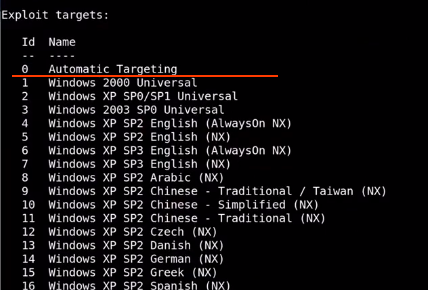 Exploit targets:
Id  Name
--  ----
0   Automatic Targeting
1   Windows 2000 Universal
2   Windows XP SP0/SP1 Universal
3   Windows 2003 SP0 Universal
4   Windows XP SP2 English (AlwaysOn NX)
5   Windows XP SP2 English (NX)
6   Windows XP SP3 English (AlwaysOn NX)
7   Windows XP SP3 English (NX)
8   Windows XP SP2 Arabic (NX)
9   Windows XP SP2 Chinese - Traditional / Taiwan (NX)
10  Windows XP SP2 Chinese - Simplified (NX)
11  Windows XP SP2 Chinese - Traditional (NX)
12  Windows XP SP2 Czech (NX)
13  Windows XP SP2 Danish (NX)
14  Windows XP SP2 German (NX)
15  Windows XP SP2 Greek (NX)
16  Windows XP SP2 Spanish (NX)